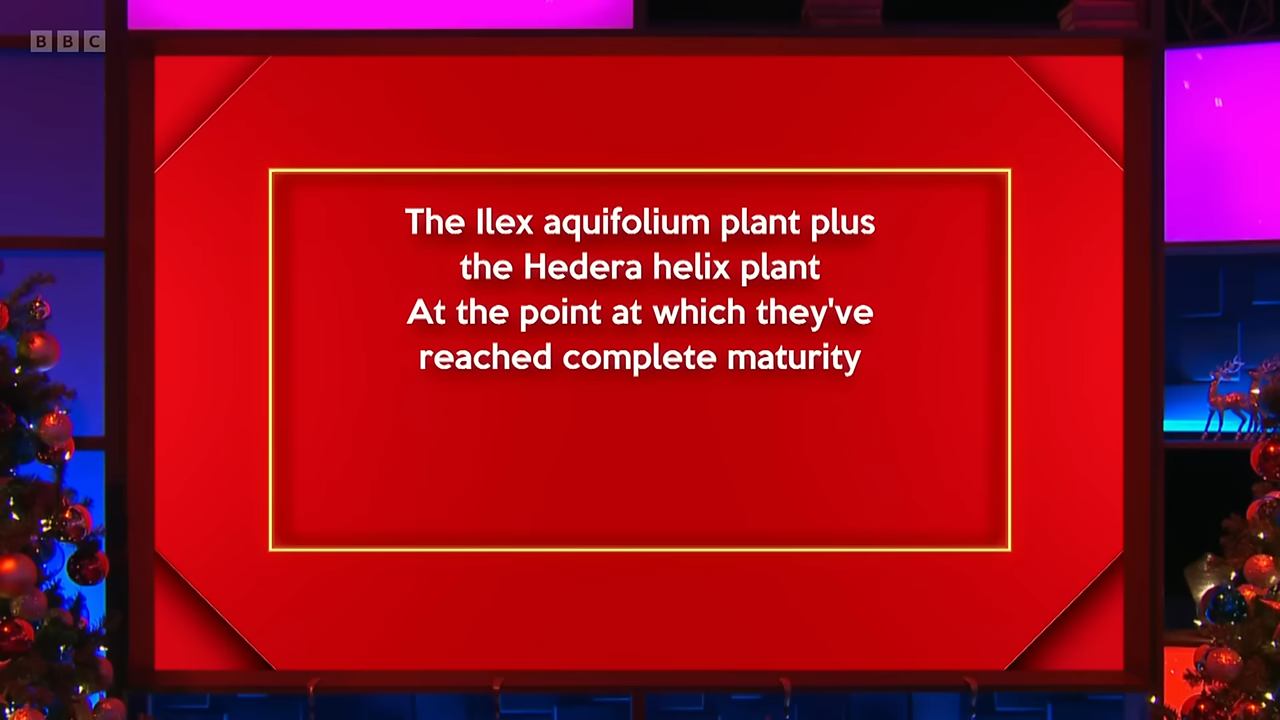 BBC
The Ilex aquifolium plant plus
the Hedera helix plant
At the point at which they've
reached complete maturity